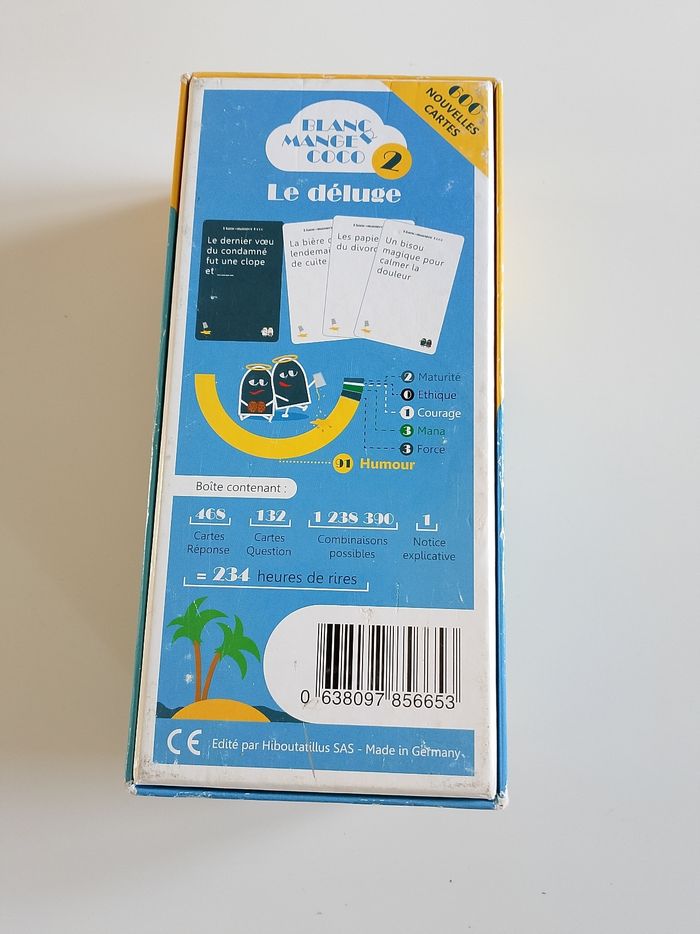 600
NOUVELLES
CARTES
BLANC
MANGER
COCO 2
Le déluge
Le dernier vœu
du condamné
fut une clope
et ____
La bière
lendemai
de cuite
Les papie
du divorc
Un bisou
magique pour
calmer la
douleur
2 Maturité
0 Ethique
1 Courage
3 Mana
3 Force
91 Humour
Boîte contenant :
468
Cartes
Réponse
132
Cartes
Question
1 238 390
Combinaisons
possibles
1
Notice
explicative
= 234 heures de rires
0 638097 856653
CE Edité par Hiboutatillus SAS - Made in Germany